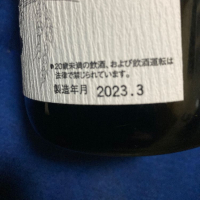 *20歳未満の飲酒、および飲酒運転は
法律で禁じられています。
製造年月 2023.3